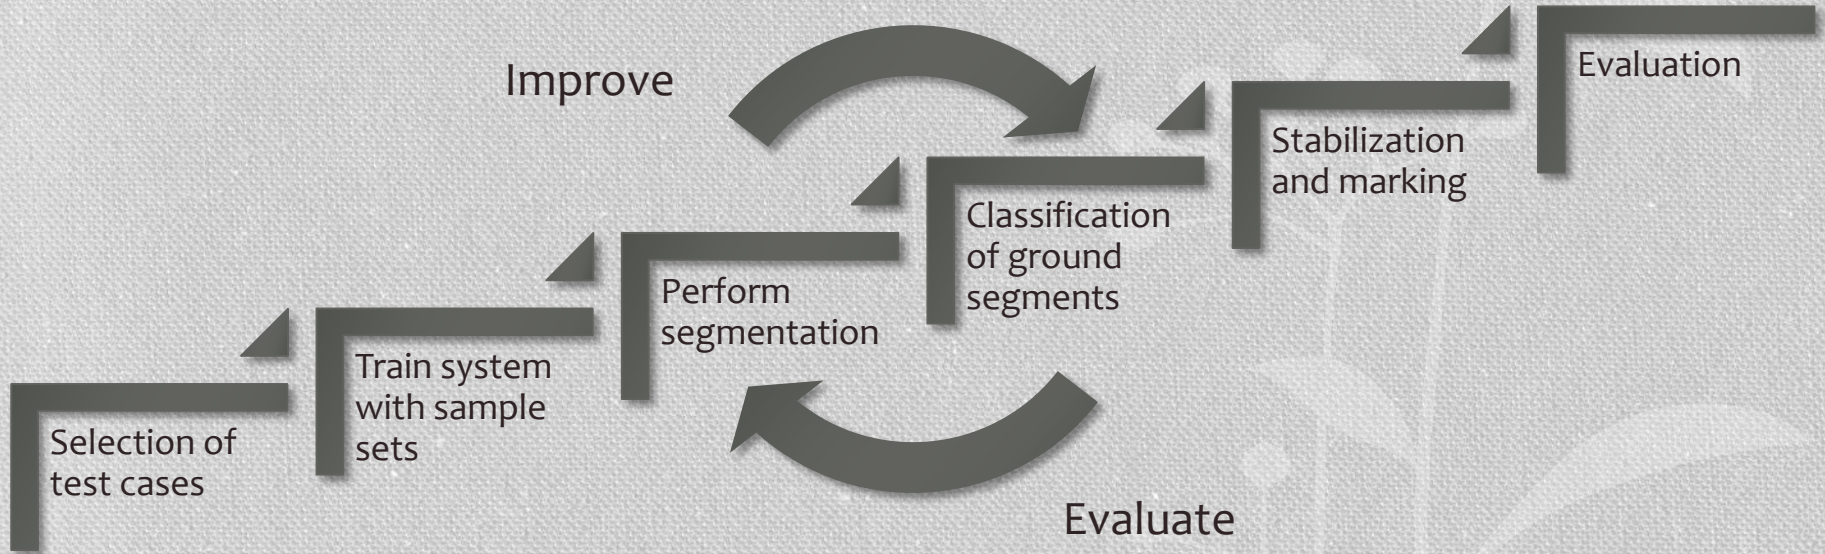 Improve
Evaluation
Stabilization
and marking
Classification
of ground
segments
Perform
segmentation
Train system
with sample
sets
Selection of
test cases
Evaluate